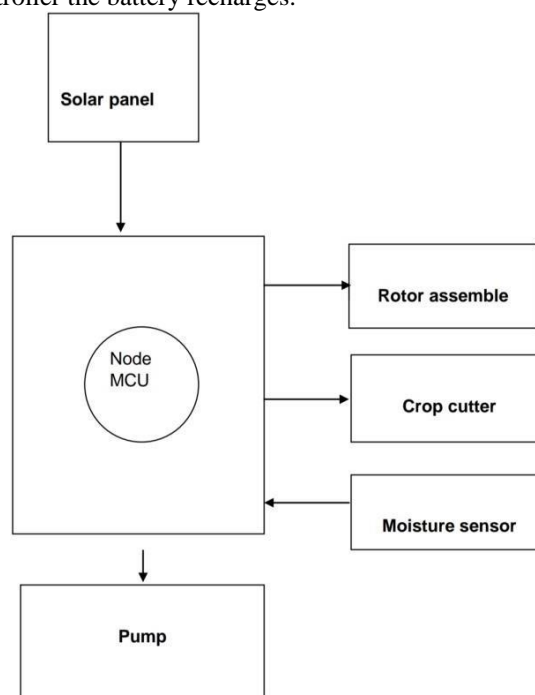 the battery recharges.
Solar panel
Rotor assemble
Node
MCU
Crop cutter
Moisture sensor
Pump